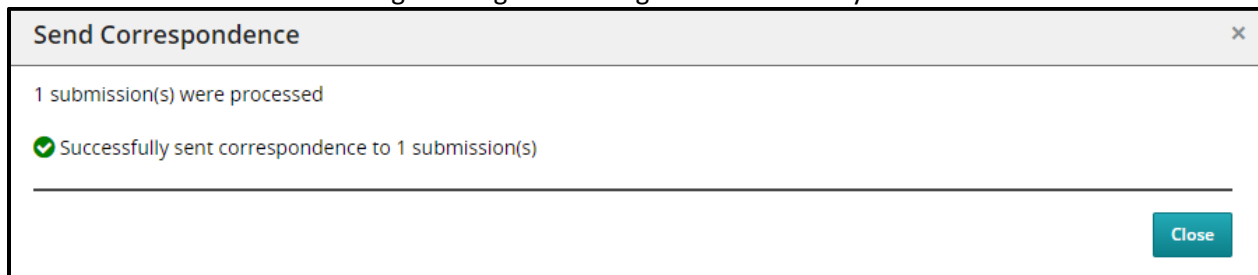 Send Correspondence ×
1 submission(s) were processed
Successfully sent correspondence to 1 submission(s)
Close